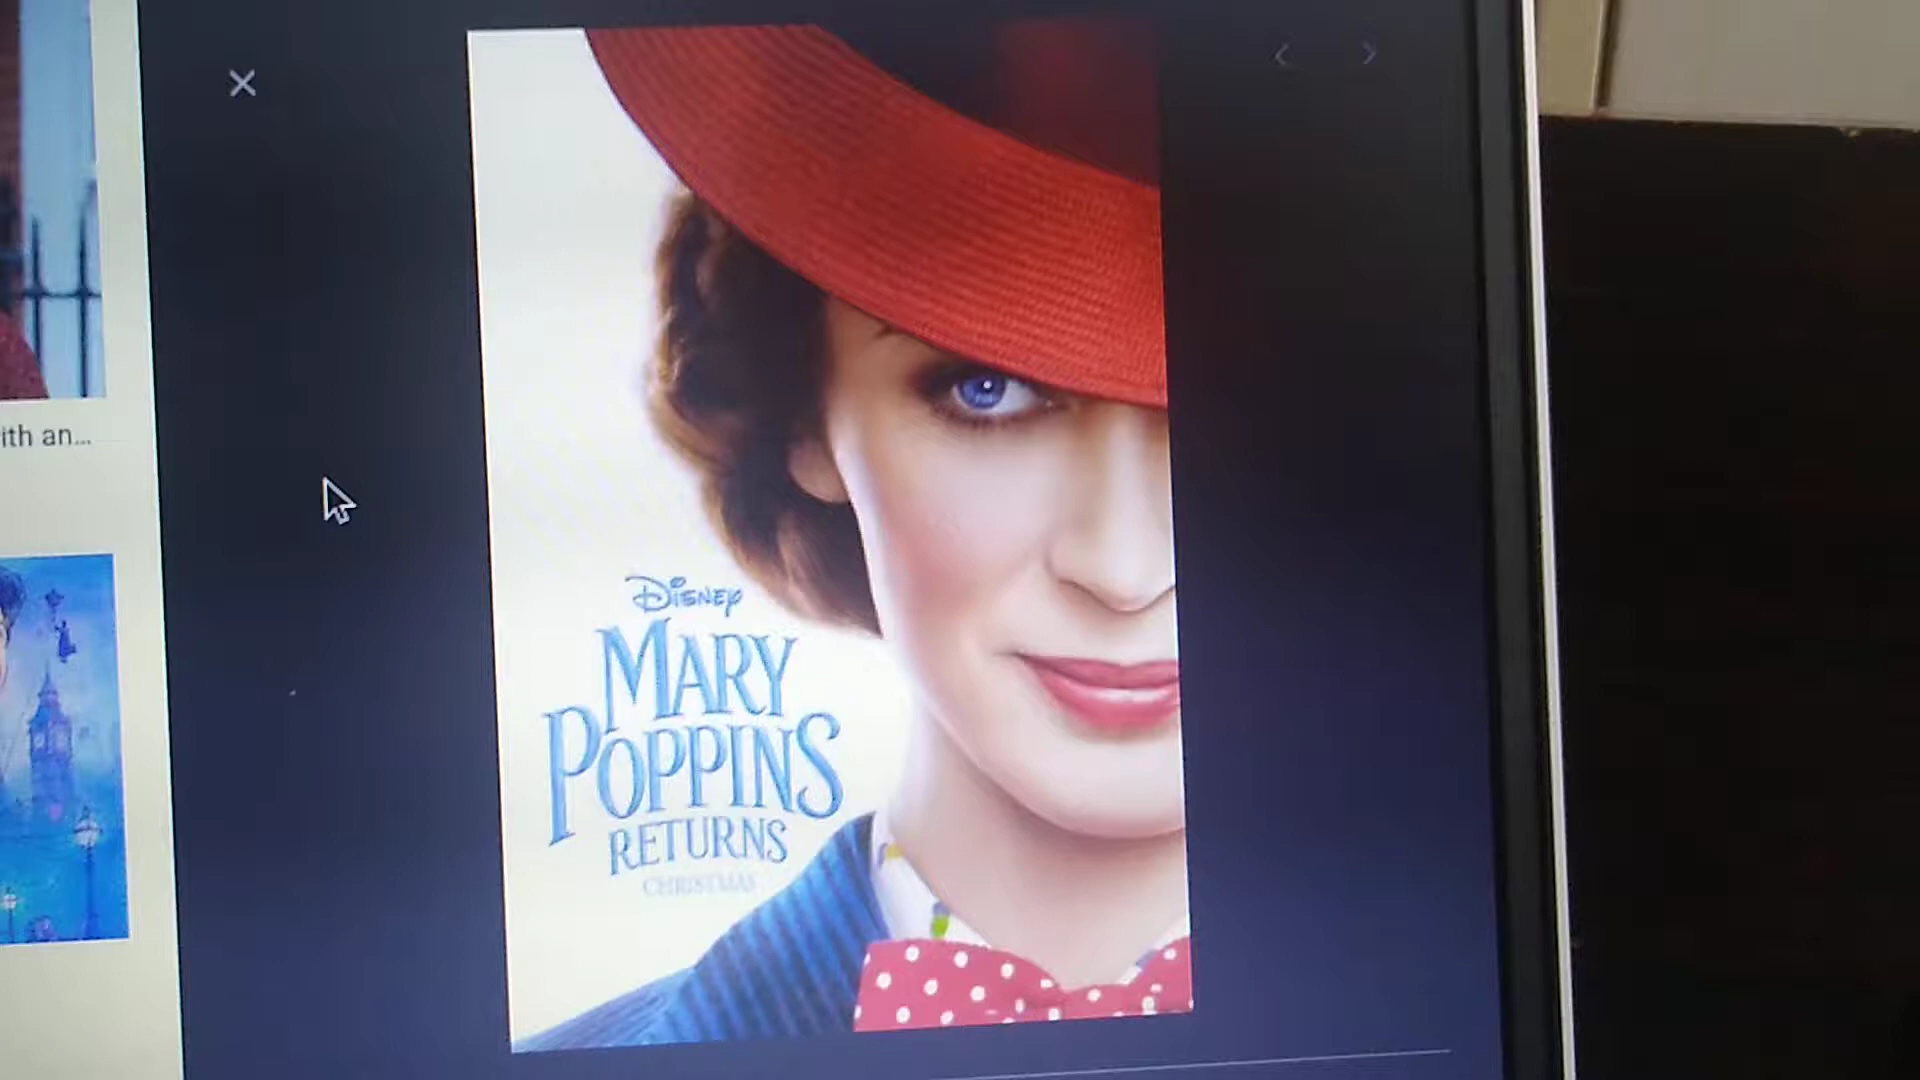 ith an...
DISNEY
MARY
POPPINS
RETURNS
CHRISTMAS